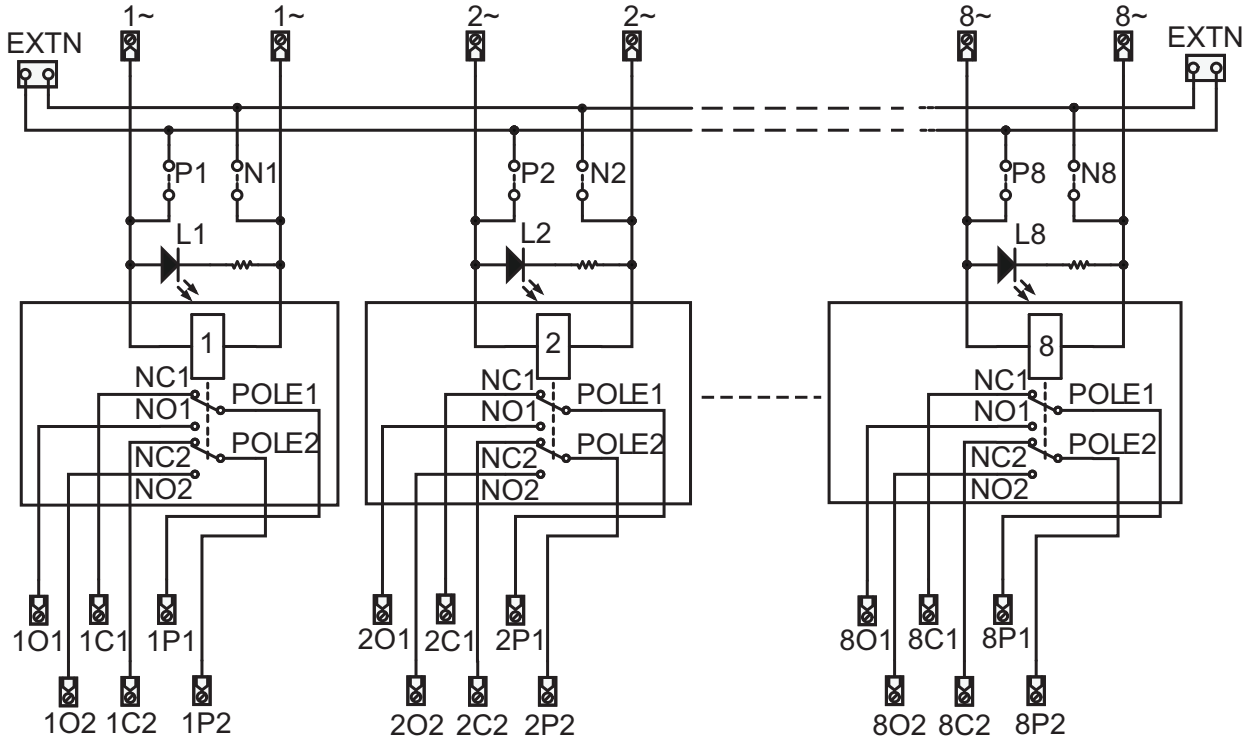 1~ 1~ 2~ 2~ 8~ 8~
EXTN EXTN
P1 N1 P2 N2 P8 N8
L1 L2 L8
1 2 8
NC1 POLE1 NC1 POLE1 NC1 POLE1
NO1 NO1 NO1
POLE2 POLE2 POLE2
NC2 NC2 NC2
NO2 NO2 NO2
1O1 1C1 1P1 2O1 2C1 2P1 8O1 8C1 8P1
1O2 1C2 1P2 2O2 2C2 2P2 8O2 8C2 8P2